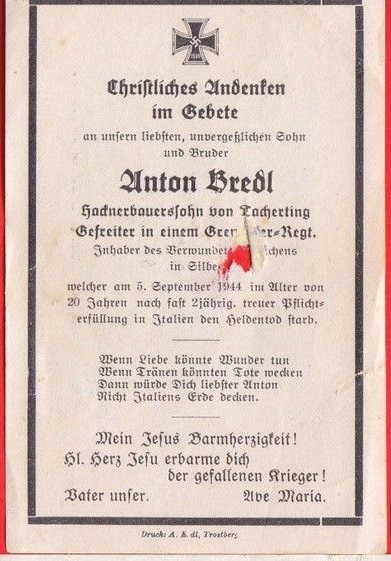 Christliches Andenken
im Gebete
an unsern liebsten, unvergeßlichen Sohn
und Bruder
Anton Bredl
Hacknerbauerssohn von Tacherting
Gefreiter in einem Gren -Regt.
Inhaber des
in
welcher am 5. September 1944 im Alter von
20 Jahren nach fast 2jährig. treuer Pflicht-
erfüllung in Italien den Heldentod starb.
Wenn Liebe könnte Wunder tun
Wenn Tränen könnten Tote wecken
Dann würde Dich liebster Anton
Nicht Italiens Erde decken.
Mein Jesus Barmherzigkeit!
Hl. Herz Jesu erbarme dich
der gefallenen Krieger!
Vater unser. Ave Maria.
Druck: A. E. dl, Trostberg